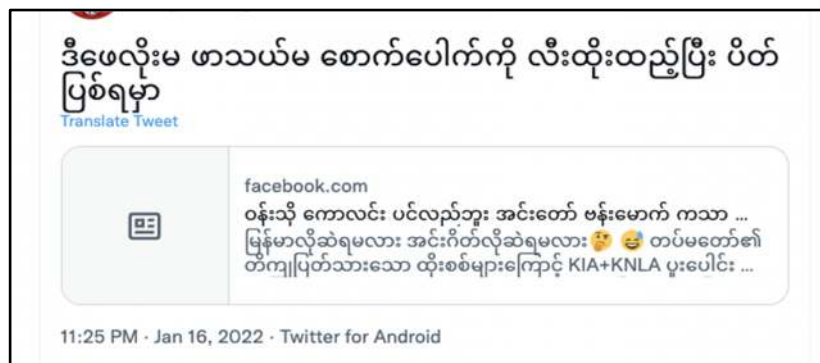 ဒီဖေလိုးမ ဖာသယ်မ စောက်ပေါက်ကို လီးထိုးထည့်ပြီး ပိတ်
ပြစ်ရမှာ
Translate Tweet
facebook.com
ဝန်းသို ကောလင်း ပင်လည်ဘူး အင်းတော် ဗန်းမောက် ကသာ ...
မြန်မာလိုဆဲရမလား အင်းဂိတ်လိုဆဲရမလား🤔 😅 တပ်မတော်၏
တိကျပြတ်သားသော ထိုးစစ်များကြောင့် KIA+KNLA ပူးပေါင်း ...
11:25 PM · Jan 16, 2022 · Twitter for Android